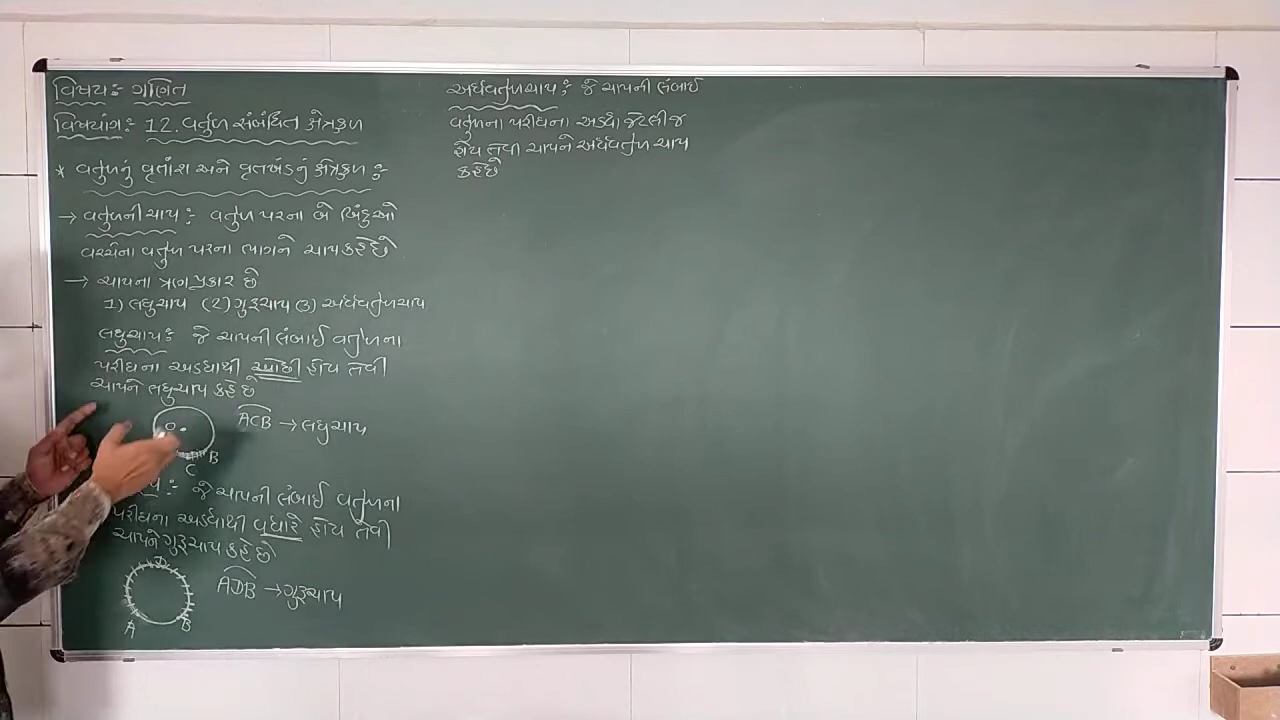 વિષય:- ગણિત
વિષયાંગ:- 12. વર્તુળ સંબંધિત ક્ષેત્રફળ
* વર્તુળનું વૃતાંશ અને વૃતખંડનું ક્ષેત્રફળ :-
→ વર્તુળની ચાપ :- વર્તુળ પરના બે બિંદુઓ
વચ્ચેના વર્તુળ પરના ભાગને ચાપ કહે છે
→ ચાપના ત્રણ પ્રકાર છે
1) લઘુચાપ (2) ગુરૂચાપ (3) અર્ધવર્તુળચાપ
લઘુચાપ :- જે ચાપની લંબાઈ વર્તુળના
પરીઘના અડધાથી ઓછી હોય તેવી
ચાપને લઘુચાપ કહે છે
O
B
C
ACB → લઘુચાપ
:- જે ચાપની લંબાઈ વર્તુળના
પરીઘના અડધાથી વધારે હોય તેવી
ચાપને ગુરૂચાપ કહે છે
D
A B
ADB → ગુરૂચાપ
અર્ધવર્તુળચાપ :- જે ચાપની લંબાઈ
વર્તુળના પરીઘના અડધા જેટલી જ
હોય તેવી ચાપને અર્ધવર્તુળ ચાપ
કહે છે